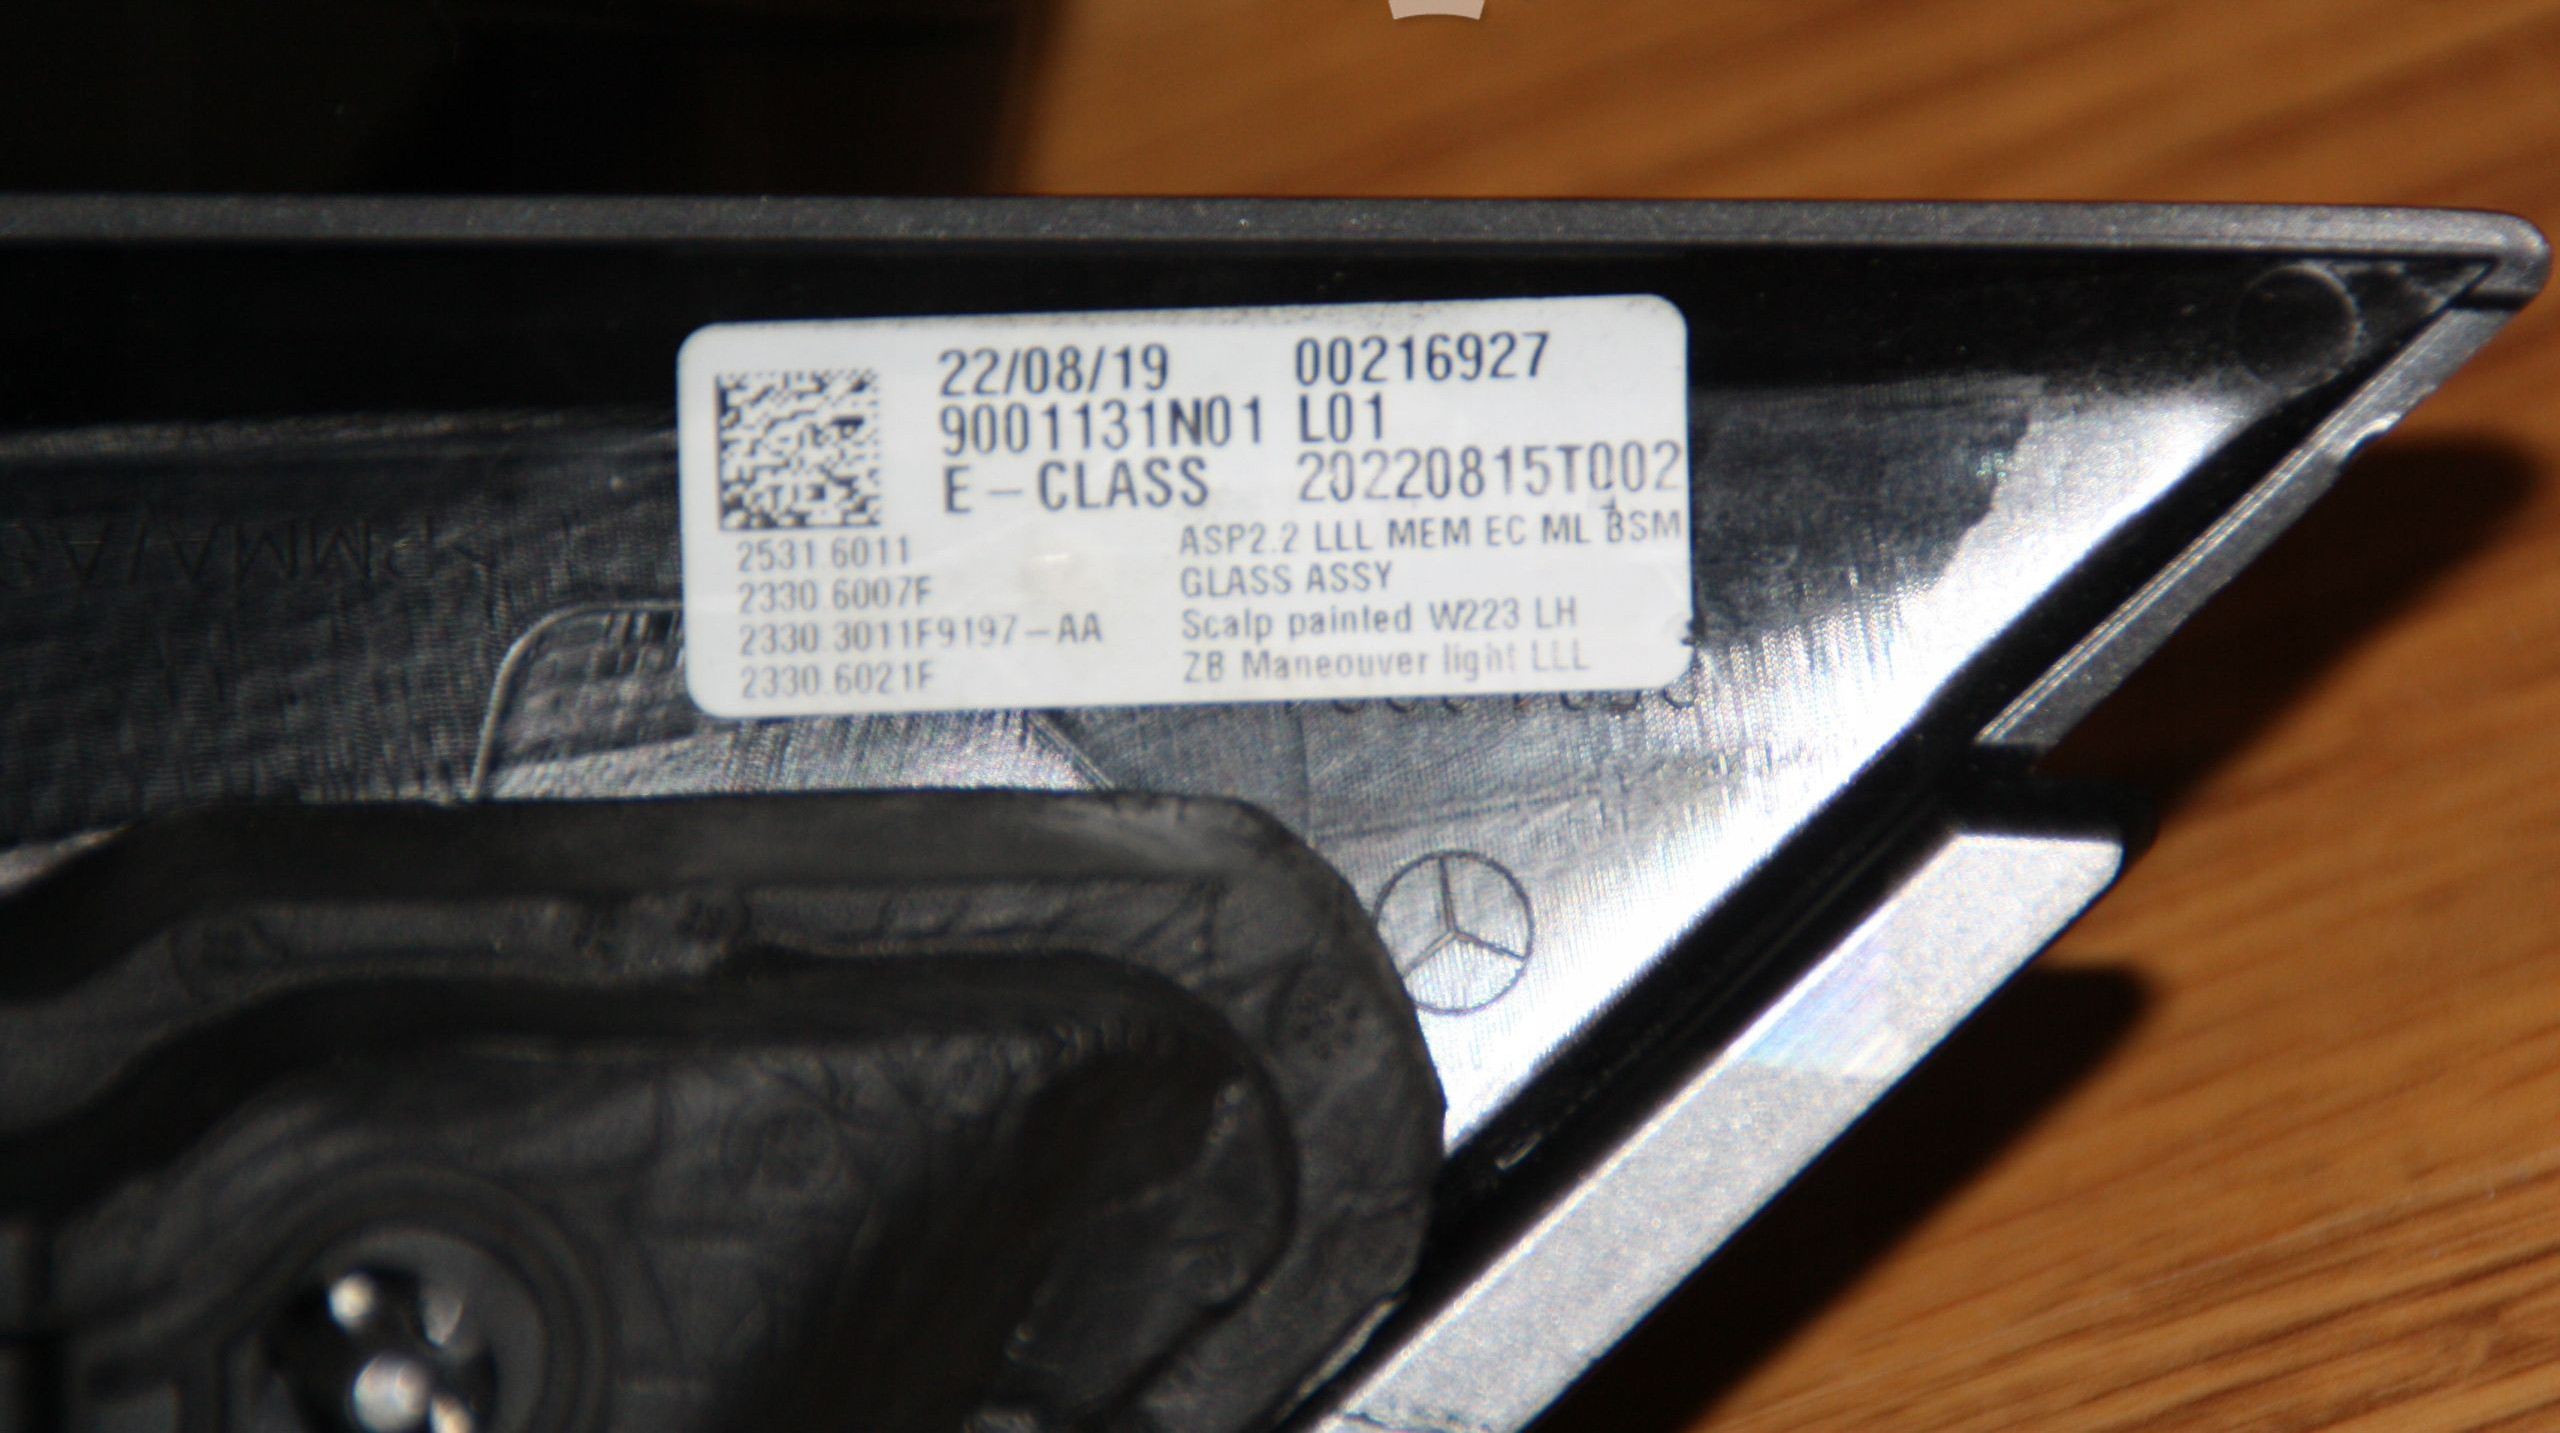 22/08/19 00216927
9001131N01 L01
E-CLASS 20220815T002
2531.6011 ASP2.2 LLL MEM EC ML BSM
2330.6007F GLASS ASSY
2330.3011F9197-AA Scalp painted W223 LH
2330.6021F ZB Maneouver light LLL